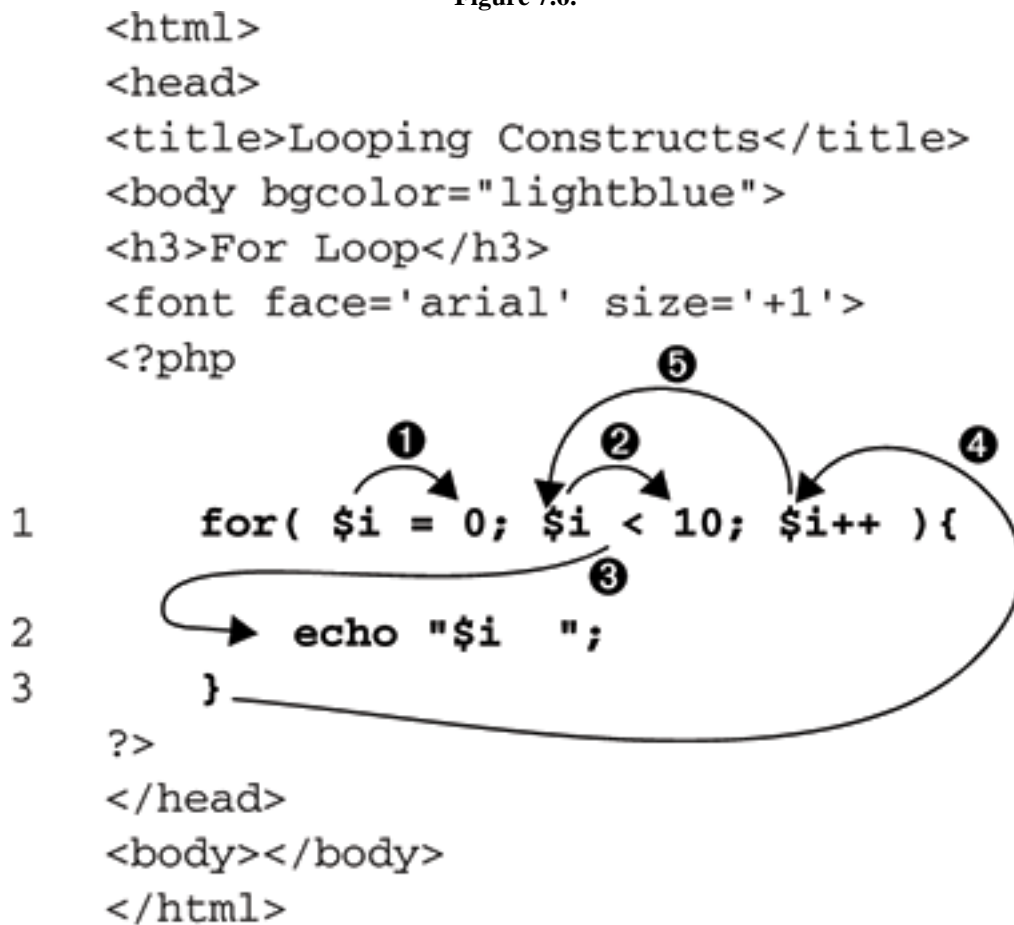 Figure 7.6.
<html>
<head>
<title>Looping Constructs</title>
<body bgcolor="lightblue">
<h3>For Loop</h3>
<font face='arial' size='+1'>
<?php
5
1 2 4
1 for( $i = 0; $i < 10; $i++ ){
3
2 echo "$i  ";
3 }
?>
</head>
<body></body>
</html>